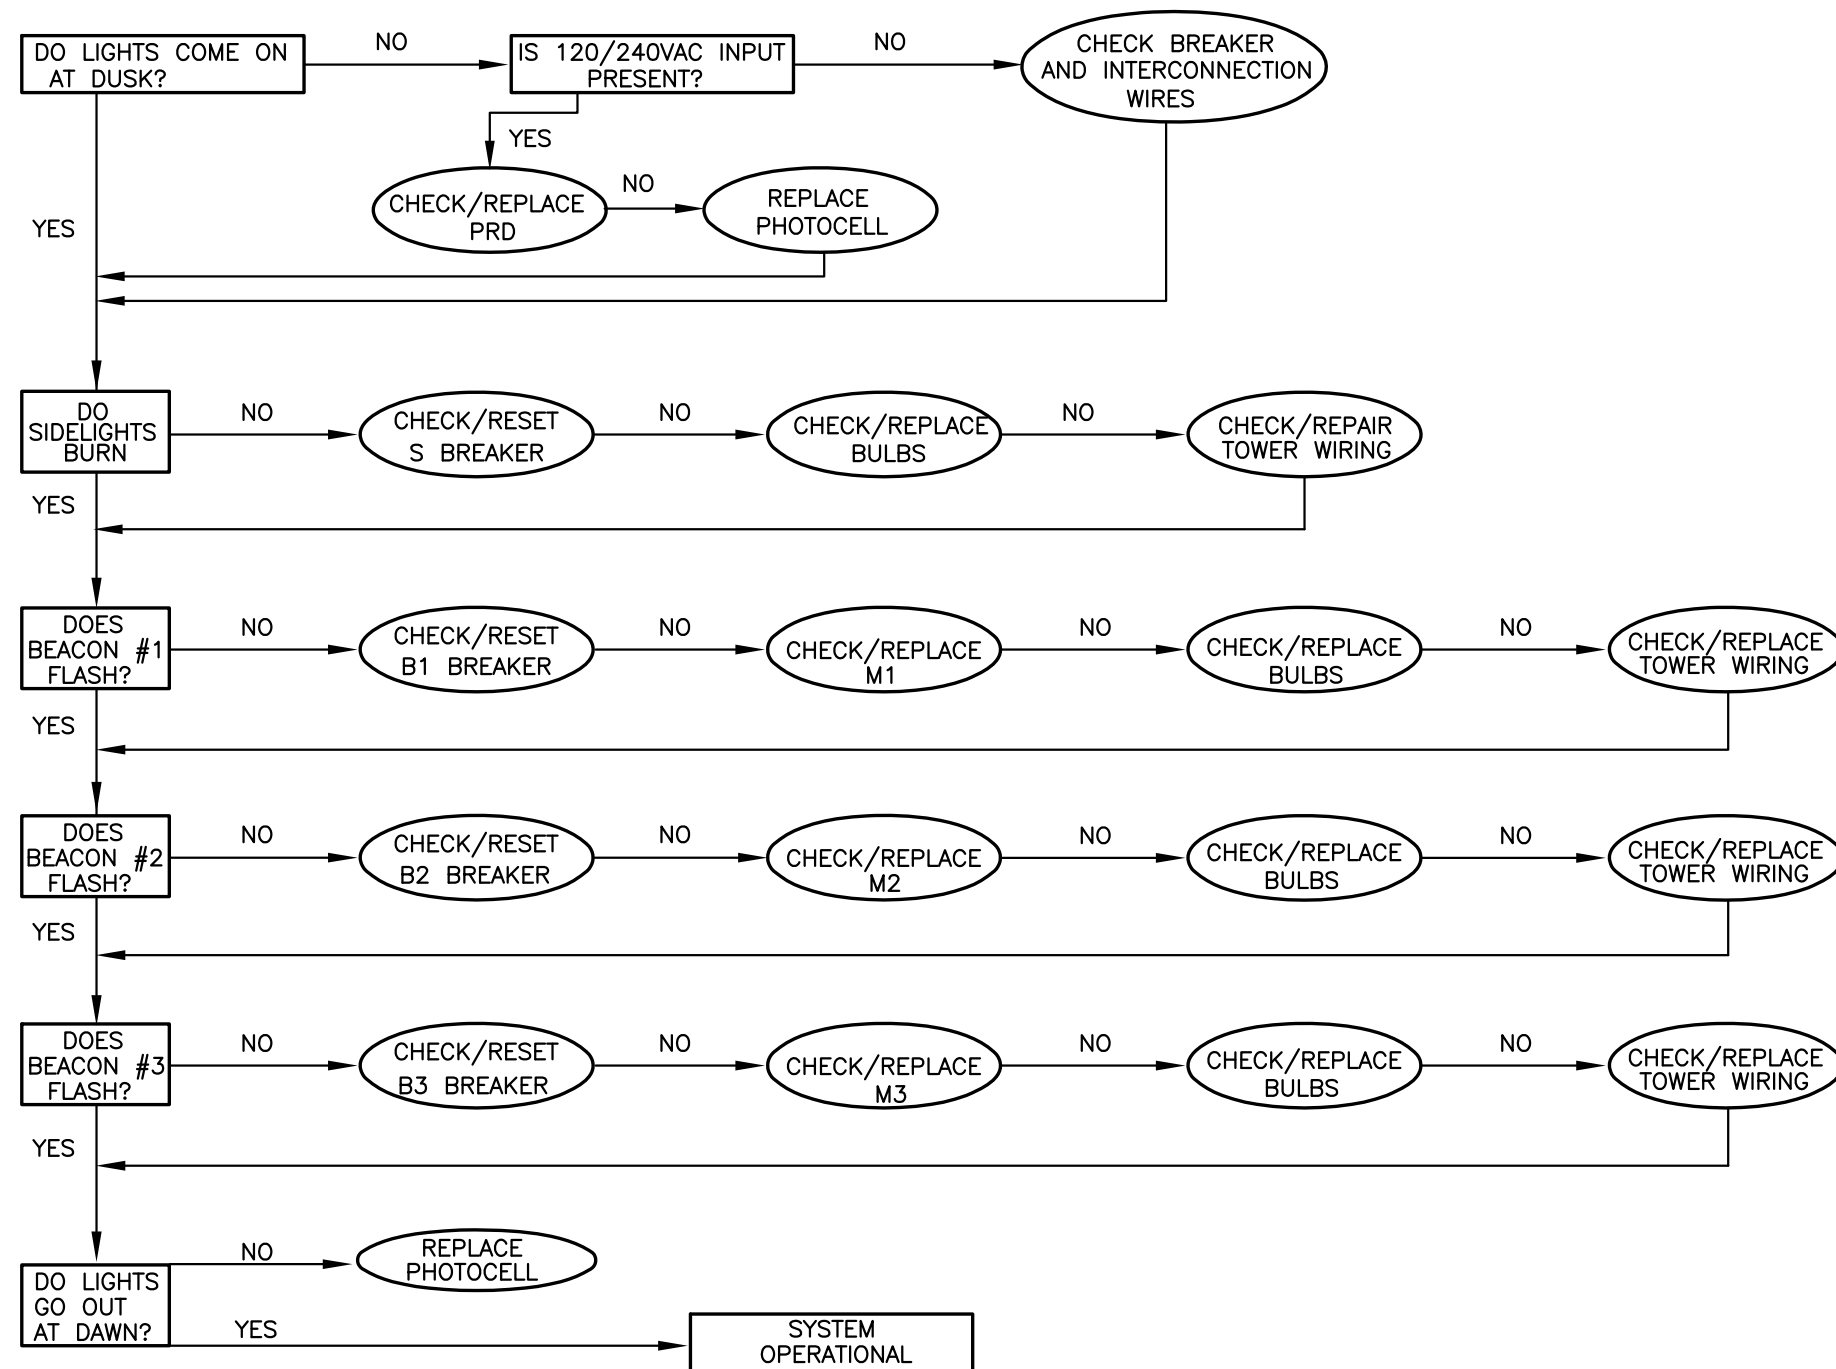 DO LIGHTS COME ON
AT DUSK?
NO
IS 120/240VAC INPUT
PRESENT?
NO
CHECK BREAKER
AND INTERCONNECTION
WIRES
YES
CHECK/REPLACE
PRD
NO
REPLACE
PHOTOCELL
YES
DO
SIDELIGHTS
BURN
NO
CHECK/RESET
S BREAKER
NO
CHECK/REPLACE
BULBS
NO
CHECK/REPAIR
TOWER WIRING
YES
DOES
BEACON #1
FLASH?
NO
CHECK/RESET
B1 BREAKER
NO
CHECK/REPLACE
M1
NO
CHECK/REPLACE
BULBS
NO
CHECK/REPLACE
TOWER WIRING
YES
DOES
BEACON #2
FLASH?
NO
CHECK/RESET
B2 BREAKER
NO
CHECK/REPLACE
M2
NO
CHECK/REPLACE
BULBS
NO
CHECK/REPLACE
TOWER WIRING
YES
DOES
BEACON #3
FLASH?
NO
CHECK/RESET
B3 BREAKER
NO
CHECK/REPLACE
M3
NO
CHECK/REPLACE
BULBS
NO
CHECK/REPLACE
TOWER WIRING
YES
DO LIGHTS
GO OUT
AT DAWN?
NO
REPLACE
PHOTOCELL
YES
SYSTEM
OPERATIONAL